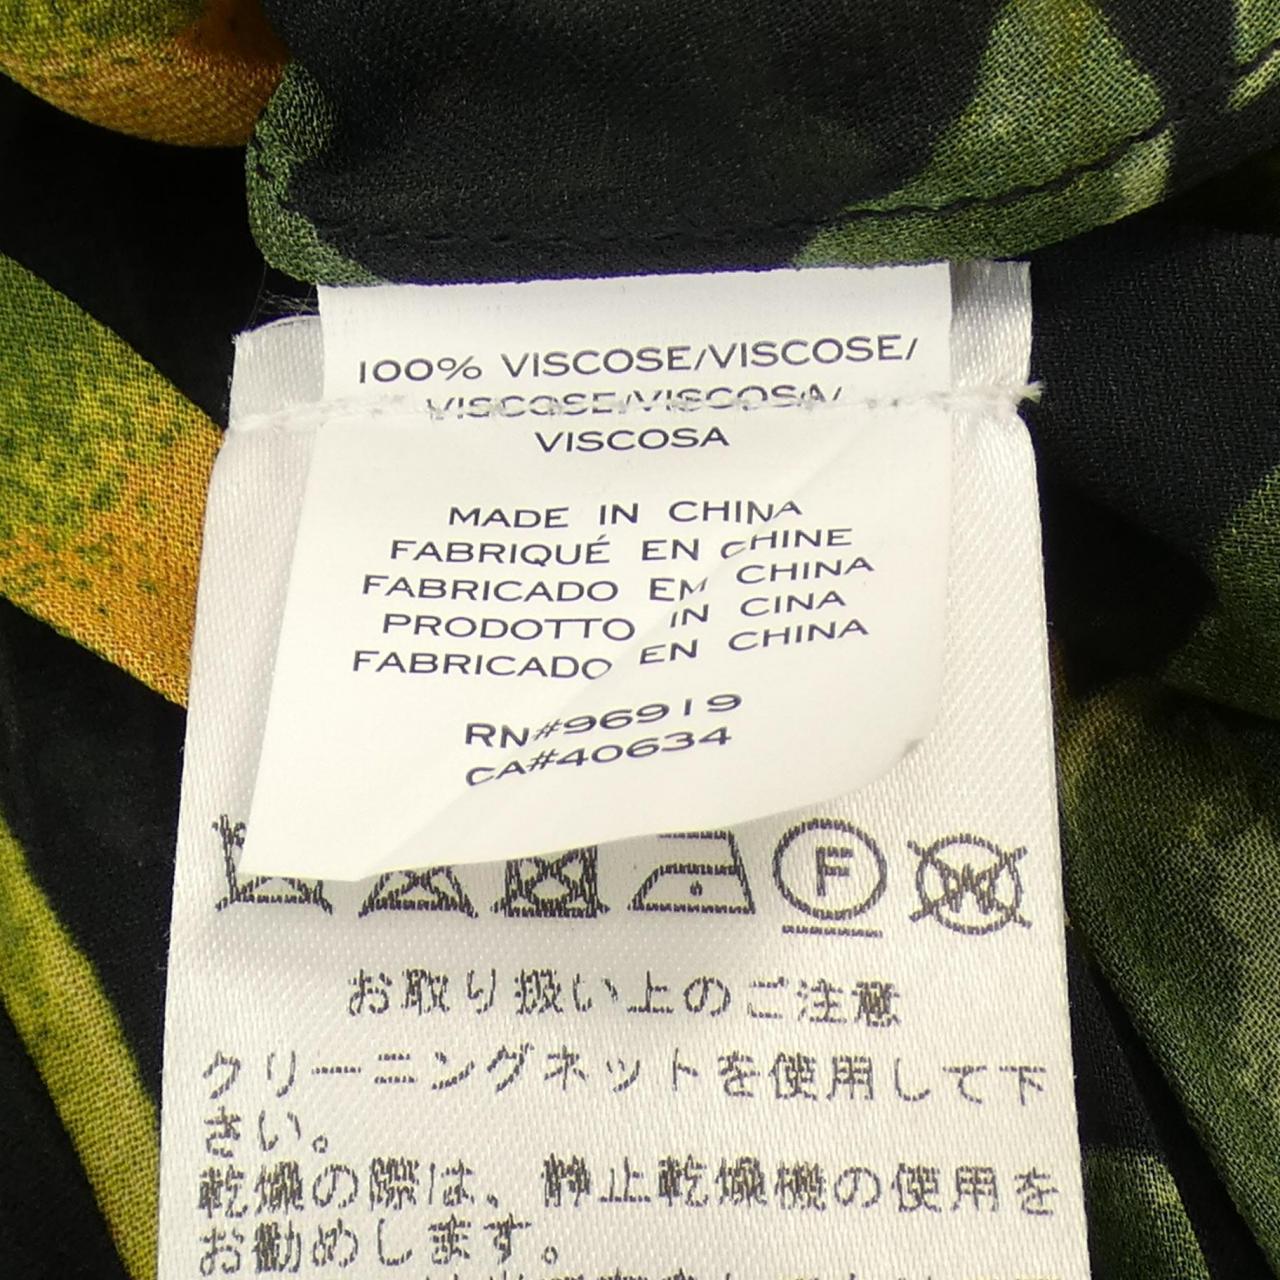 100% VISCOSE/VISCOSE/
VISCOSE/VISCOSA/
VISCOSA
MADE IN CHINA
FABRIQUÉ EN CHINE
FABRICADO EM CHINA
PRODOTTO IN CINA
FABRICADO EN CHINA
RN#96919
CA#40634
F
W
お取り扱い上のご注意
クリーニングネットを使用して下
さい。
乾燥の際は、静止乾燥機の使用を
お勧めします。